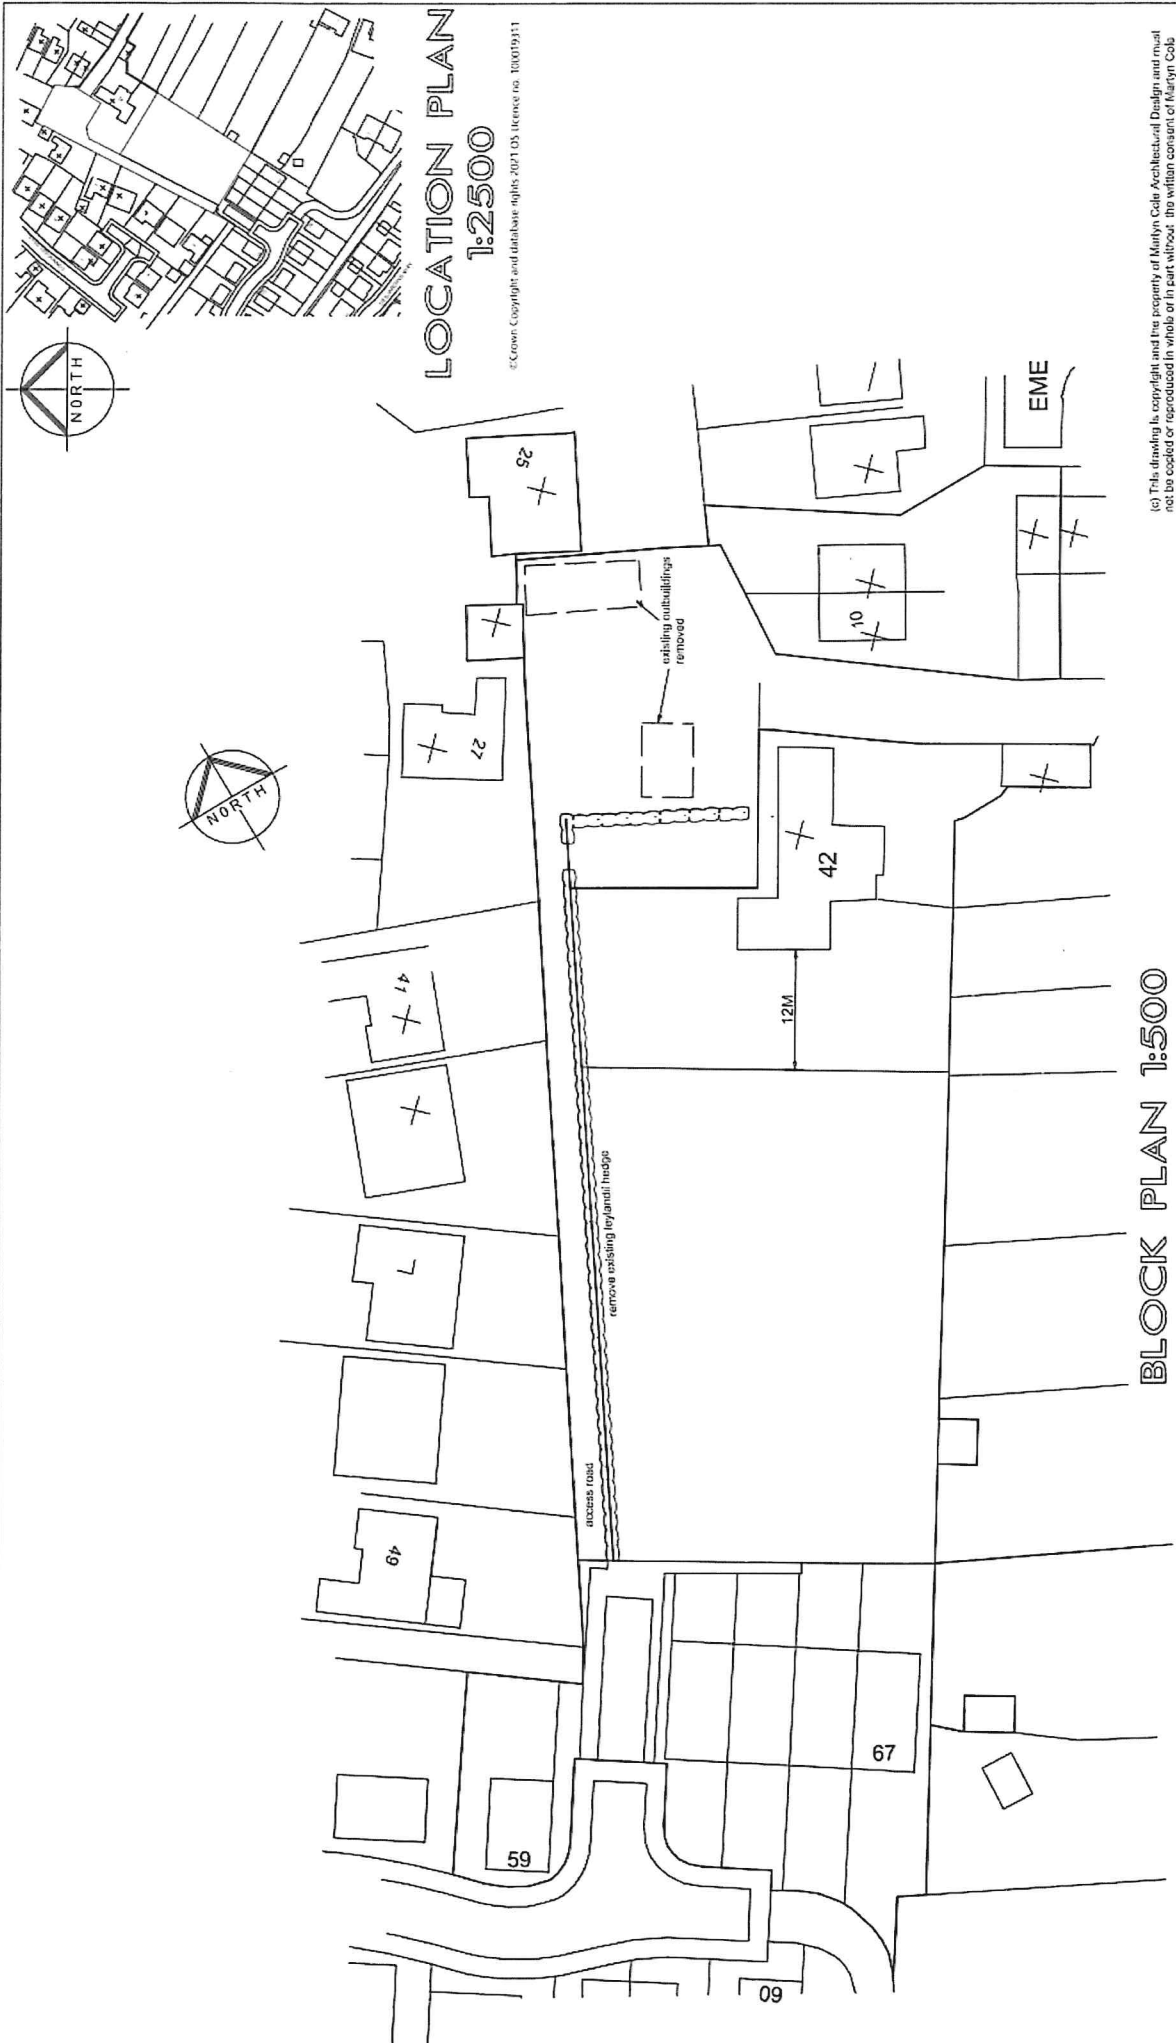 LOCATION PLAN
1:2500
©Crown Copyright and database rights 2021 OS Licence no. 100019311
NORTH
NORTH
25
27
existing outbuildings
removed
10
EME
42
41
12M
remove existing leylandii hedge
access road
49
59
67
60
BLOCK PLAN 1:500
(c) This drawing is copyright and the property of Martyn Cole Architectural Design and must
not be copied or reproduced in whole or in part without the written consent of Martyn Cole